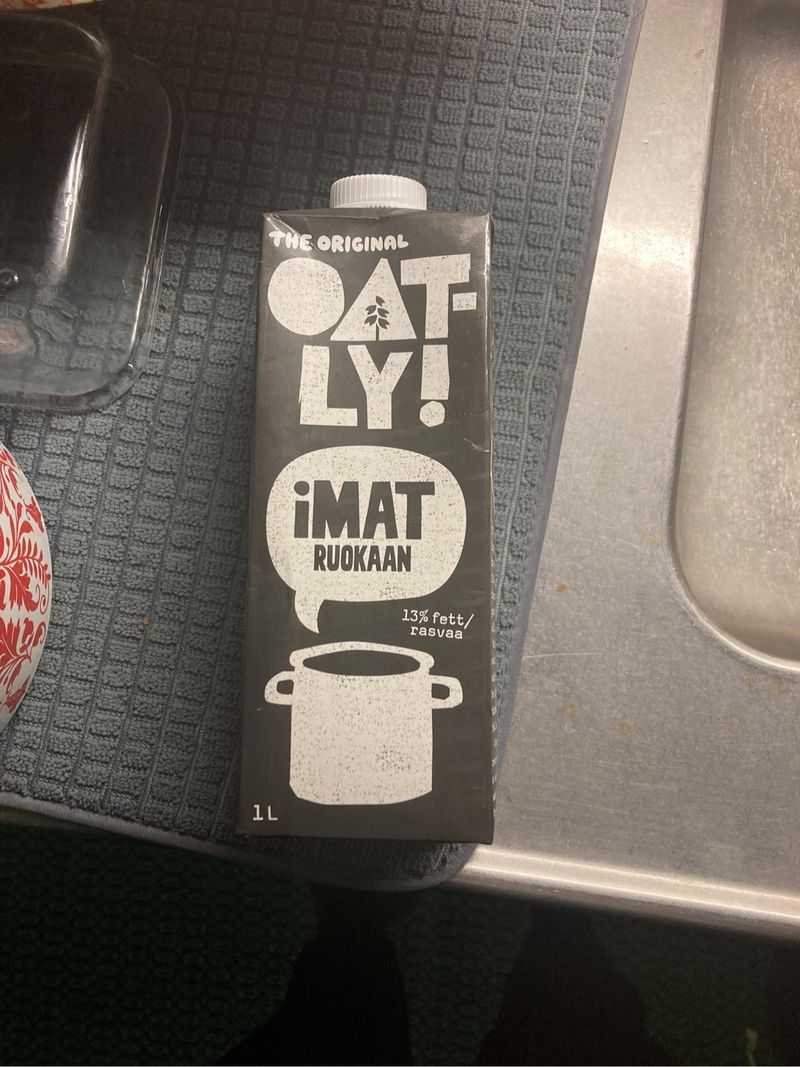 THE ORIGINAL
OAT-
LY!
iMAT
RUOKAAN
13% fett/
rasvaa
1L